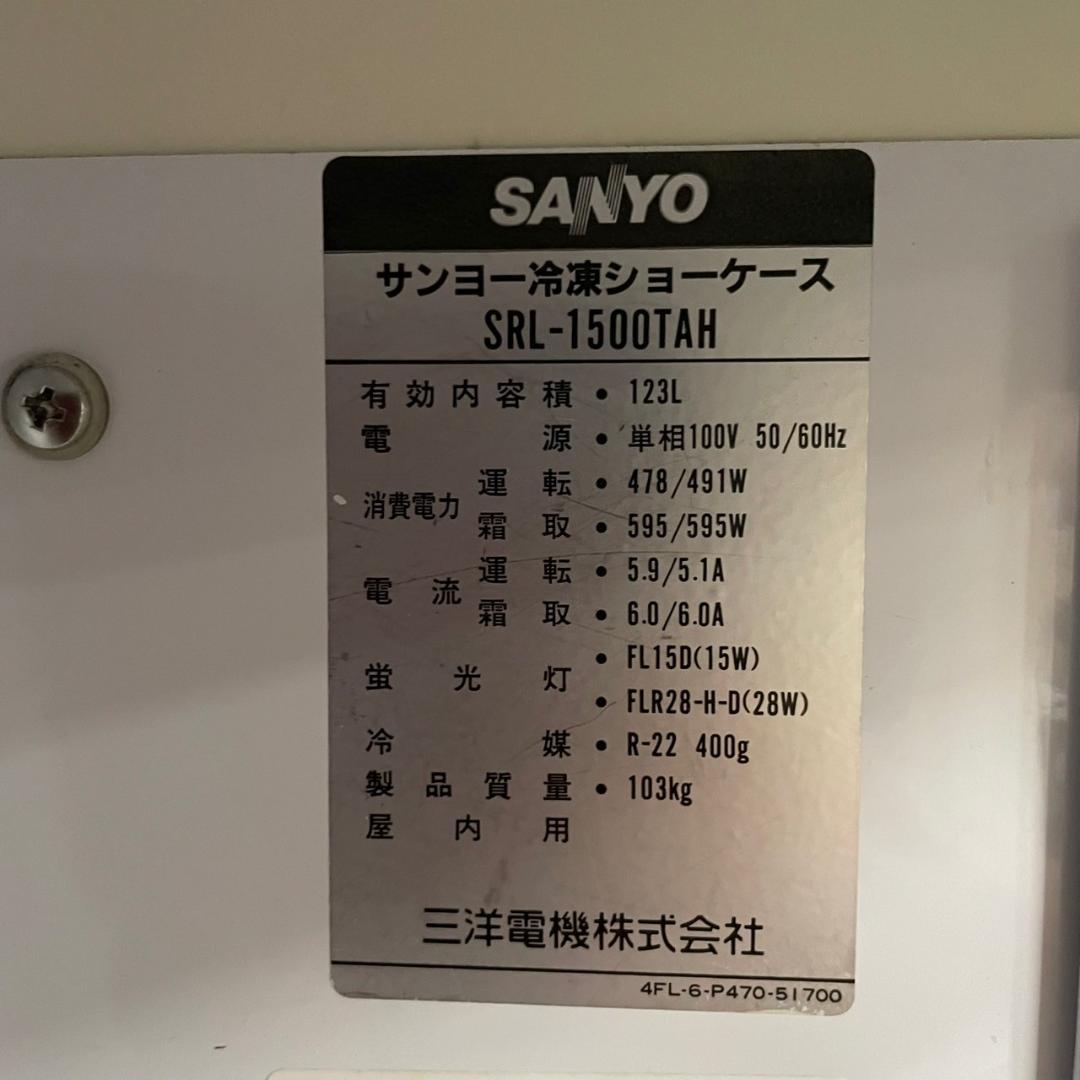 SANYO
サンヨー冷凍ショーケース
SRL-1500TAH
有効内容積 • 123L
電源 • 単相100V 50/60Hz
消費電力 運転 • 478/491W
霜取 • 595/595W
電流 運転 • 5.9/5.1A
霜取 • 6.0/6.0A
蛍光灯 • FL15D(15W)
• FLR28-H-D(28W)
冷媒 • R-22 400g
製品質量 • 103kg
屋内用
三洋電機株式会社
4FL-6-P470-51700